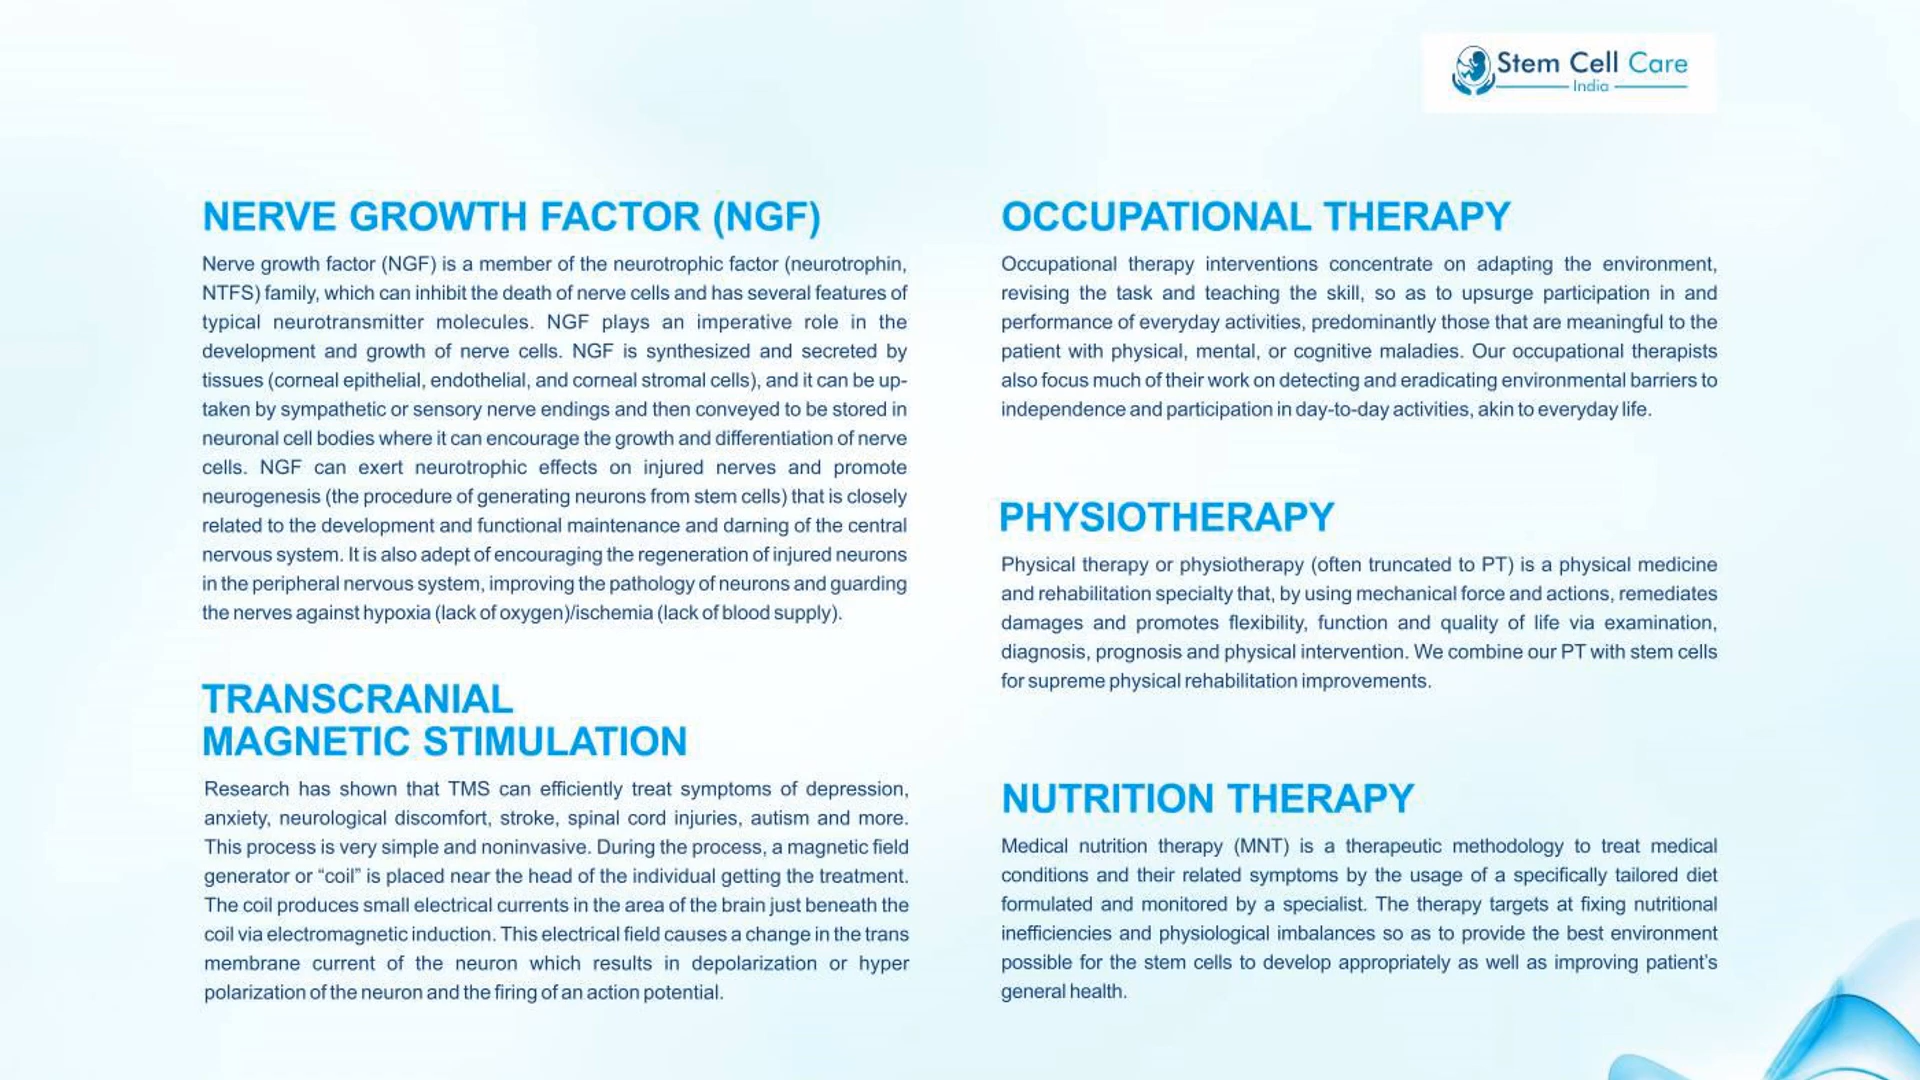 Stem Cell Care
India
NERVE GROWTH FACTOR (NGF)
Nerve growth factor (NGF) is a member of the neurotrophic factor (neurotrophin,
NTFS) family, which can inhibit the death of nerve cells and has several features of
typical neurotransmitter molecules. NGF plays an imperative role in the
development and growth of nerve cells. NGF is synthesized and secreted by
tissues (corneal epithelial, endothelial, and corneal stromal cells), and it can be up-
taken by sympathetic or sensory nerve endings and then conveyed to be stored in
neuronal cell bodies where it can encourage the growth and differentiation of nerve
cells. NGF can exert neurotrophic effects on injured nerves and promote
neurogenesis (the procedure of generating neurons from stem cells) that is closely
related to the development and functional maintenance and darning of the central
nervous system. It is also adept of encouraging the regeneration of injured neurons
in the peripheral nervous system, improving the pathology of neurons and guarding
the nerves against hypoxia (lack of oxygen)/ischemia (lack of blood supply).
TRANSCRANIAL
MAGNETIC STIMULATION
Research has shown that TMS can efficiently treat symptoms of depression,
anxiety, neurological discomfort, stroke, spinal cord injuries, autism and more.
This process is very simple and noninvasive. During the process, a magnetic field
generator or “coil” is placed near the head of the individual getting the treatment.
The coil produces small electrical currents in the area of the brain just beneath the
coil via electromagnetic induction. This electrical field causes a change in the trans
membrane current of the neuron which results in depolarization or hyper
polarization of the neuron and the firing of an action potential.
OCCUPATIONAL THERAPY
Occupational therapy interventions concentrate on adapting the environment,
revising the task and teaching the skill, so as to upsurge participation in and
performance of everyday activities, predominantly those that are meaningful to the
patient with physical, mental, or cognitive maladies. Our occupational therapists
also focus much of their work on detecting and eradicating environmental barriers to
independence and participation in day-to-day activities, akin to everyday life.
PHYSIOTHERAPY
Physical therapy or physiotherapy (often truncated to PT) is a physical medicine
and rehabilitation specialty that, by using mechanical force and actions, remediates
damages and promotes flexibility, function and quality of life via examination,
diagnosis, prognosis and physical intervention. We combine our PT with stem cells
for supreme physical rehabilitation improvements.
NUTRITION THERAPY
Medical nutrition therapy (MNT) is a therapeutic methodology to treat medical
conditions and their related symptoms by the usage of a specifically tailored diet
formulated and monitored by a specialist. The therapy targets at fixing nutritional
inefficiencies and physiological imbalances so as to provide the best environment
possible for the stem cells to develop appropriately as well as improving patient’s
general health.